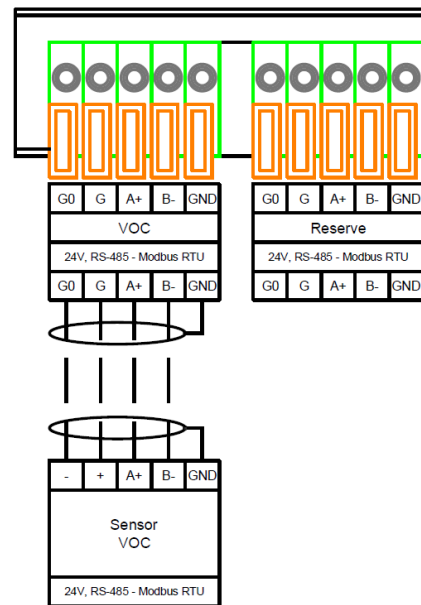 G0 G A+ B- GND
VOC
24V, RS-485 - Modbus RTU
G0 G A+ B- GND
G0 G A+ B- GND
Reserve
24V, RS-485 - Modbus RTU
G0 G A+ B- GND
- + A+ B- GND
Sensor
VOC
24V, RS-485 - Modbus RTU